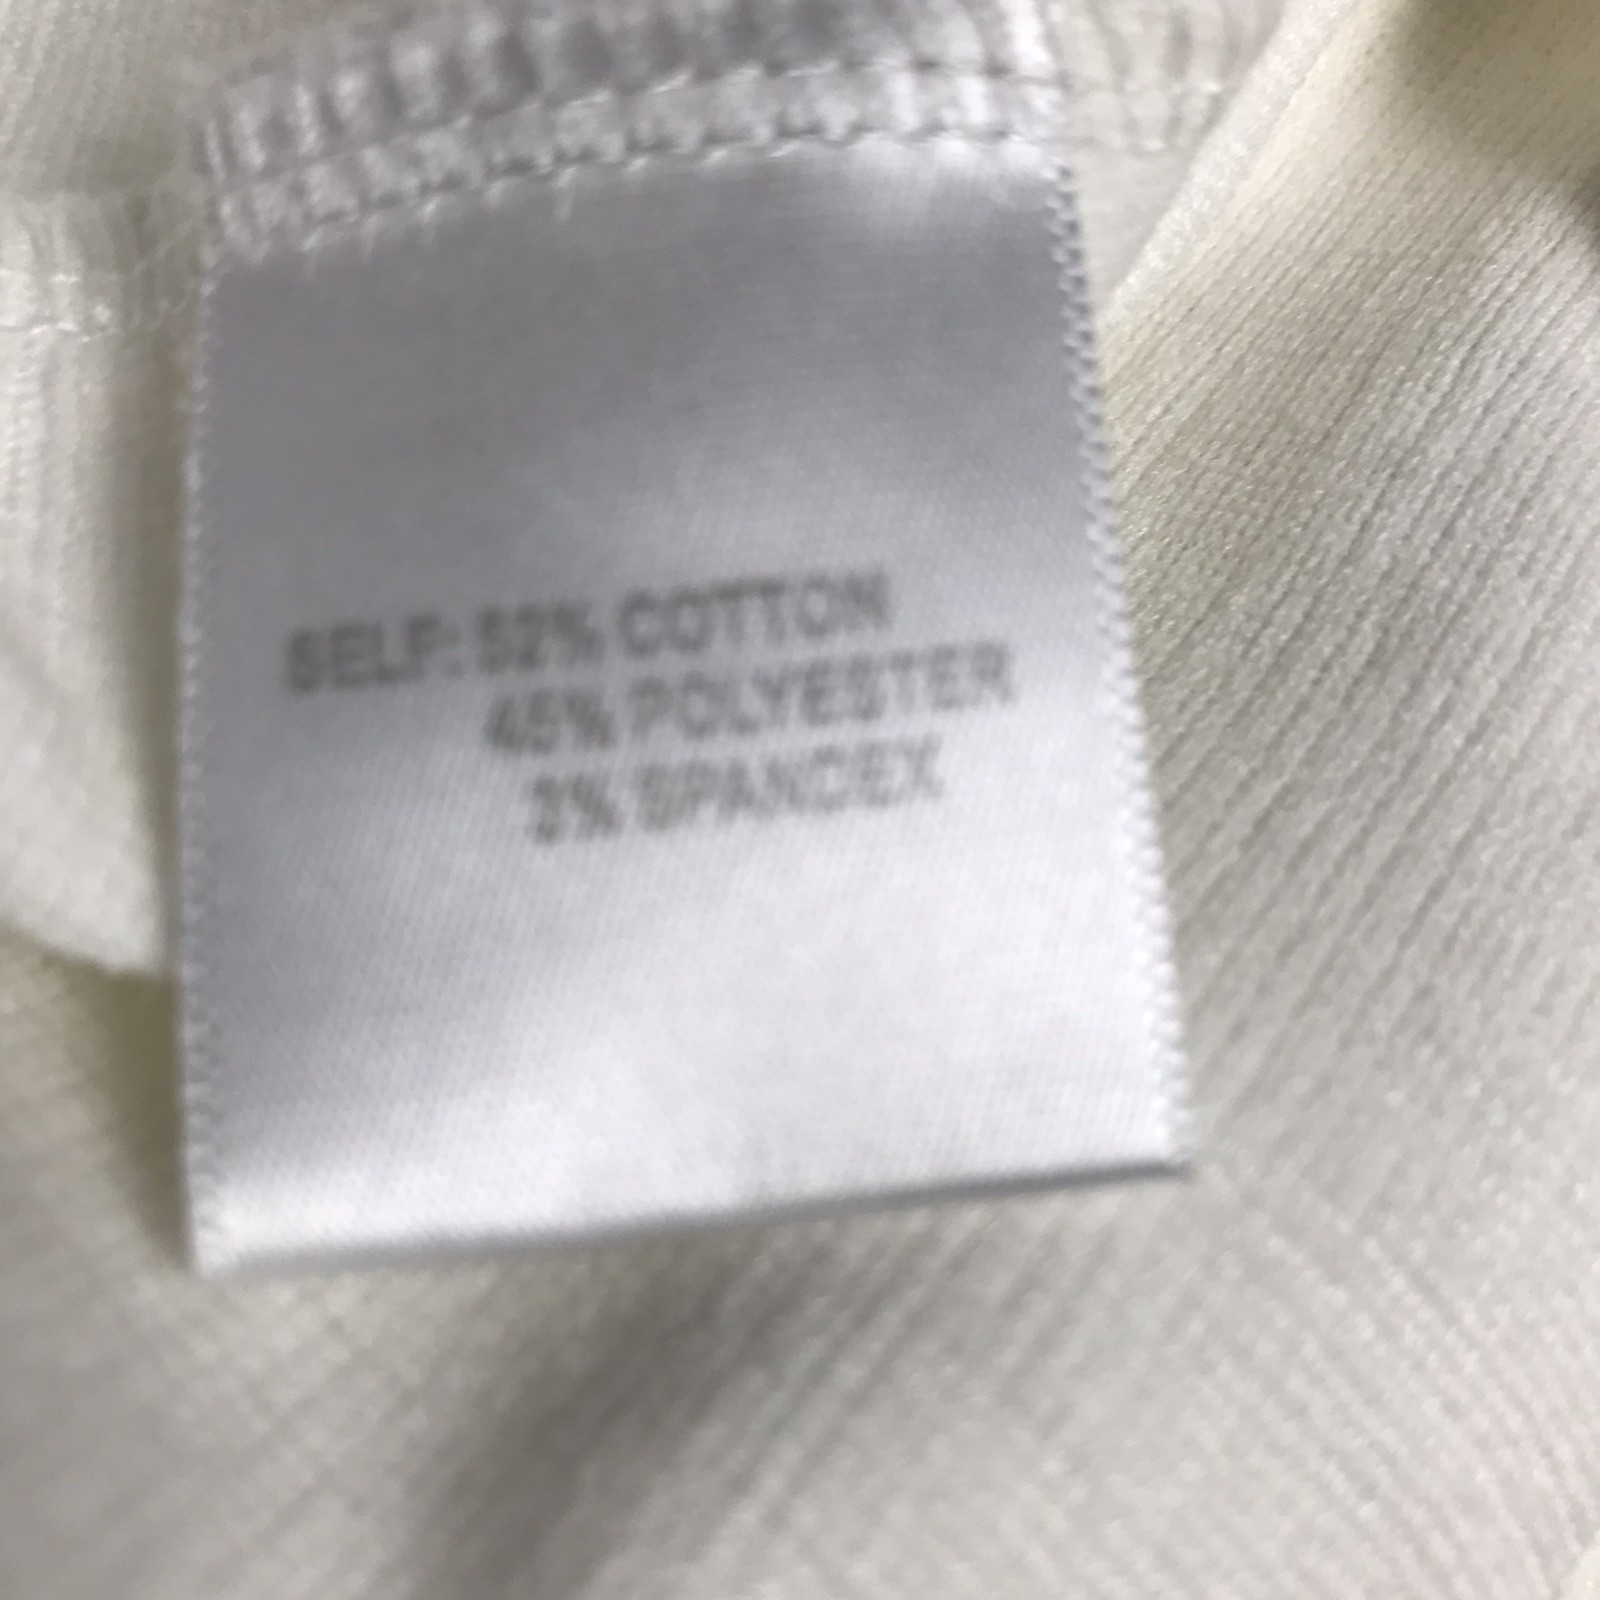 SELF: 52% COTTON
45% POLYESTER
3% SPANDEX